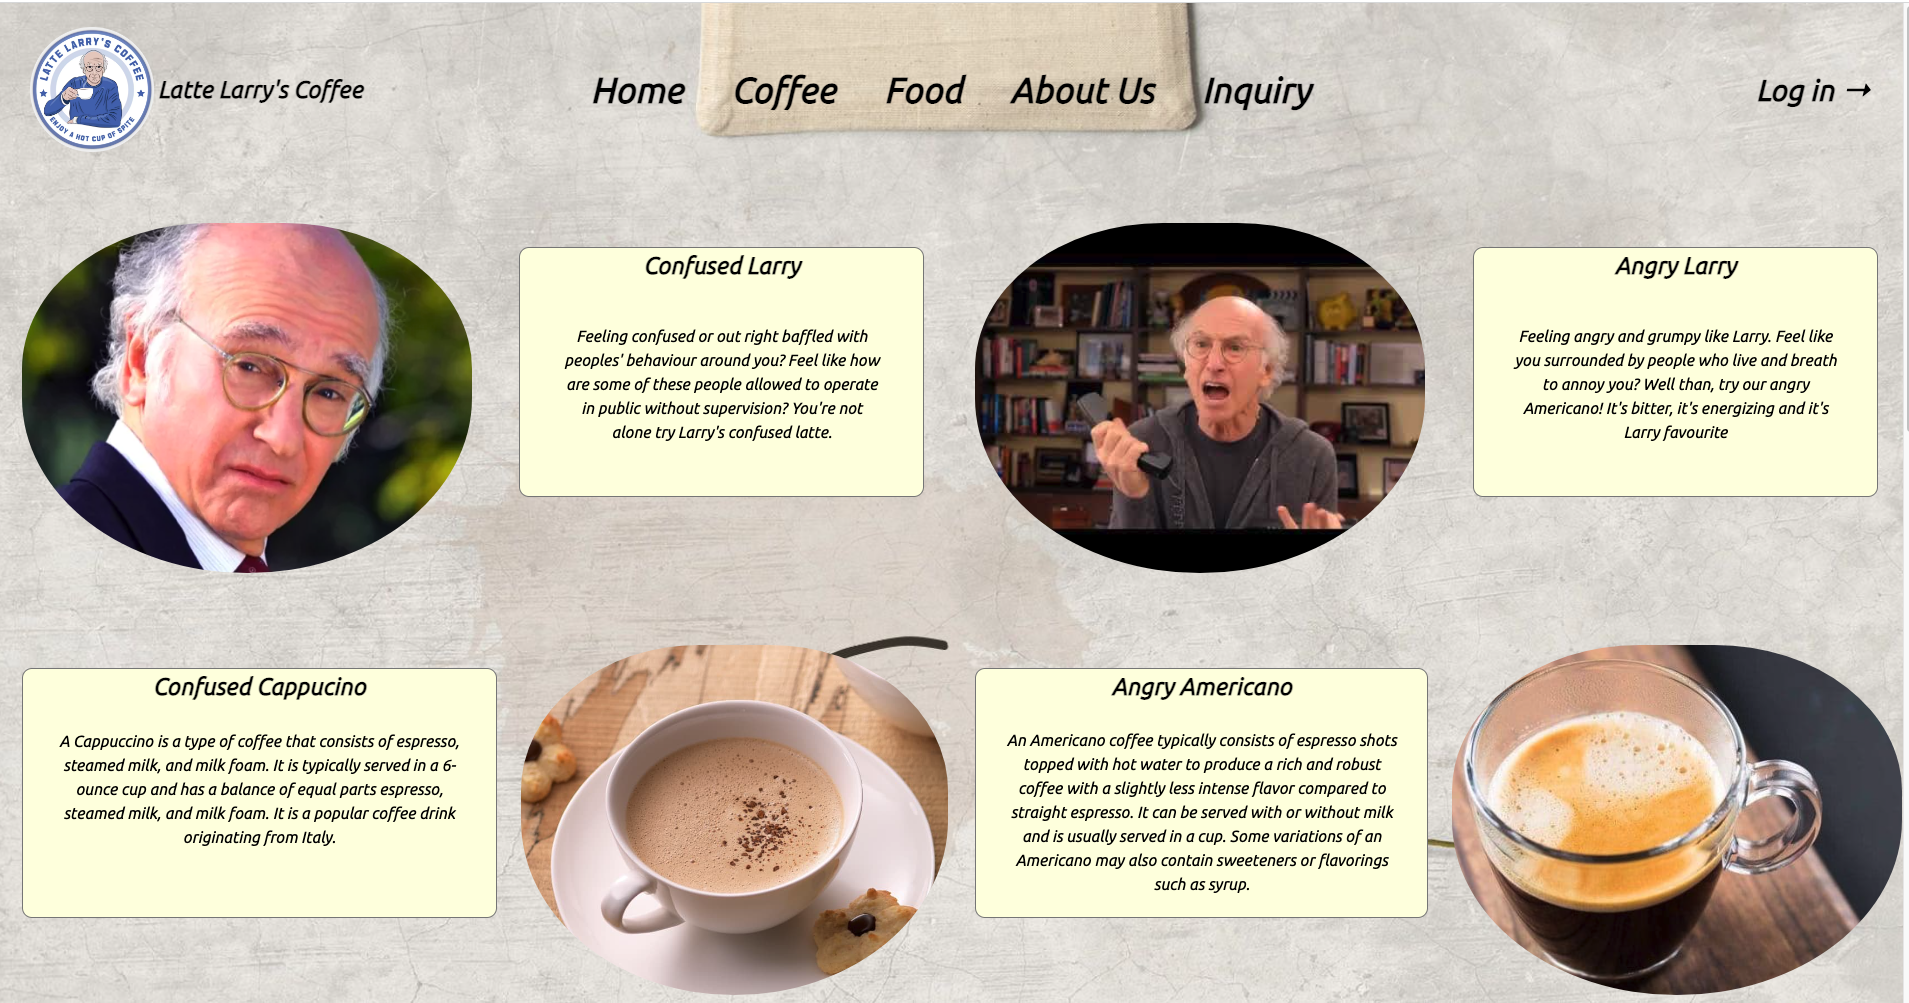 LATTE LARRY'S COFFEE
ENJOY A HOT CUP OF SPITE
Latte Larry's Coffee
Home Coffee Food About Us Inquiry
Log in →
Confused Larry
Feeling confused or out right baffled with
peoples' behaviour around you? Feel like how
are some of these people allowed to operate
in public without supervision? You're not
alone try Larry's confused latte.
Angry Larry
Feeling angry and grumpy like Larry. Feel like
you surrounded by people who live and breath
to annoy you? Well than, try our angry
Americano! It's bitter, it's energizing and it's
Larry favourite
Confused Cappucino
A Cappuccino is a type of coffee that consists of espresso,
steamed milk, and milk foam. It is typically served in a 6-
ounce cup and has a balance of equal parts espresso,
steamed milk, and milk foam. It is a popular coffee drink
originating from Italy.
Angry Americano
An Americano coffee typically consists of espresso shots
topped with hot water to produce a rich and robust
coffee with a slightly less intense flavor compared to
straight espresso. It can be served with or without milk
and is usually served in a cup. Some variations of an
Americano may also contain sweeteners or flavorings
such as syrup.